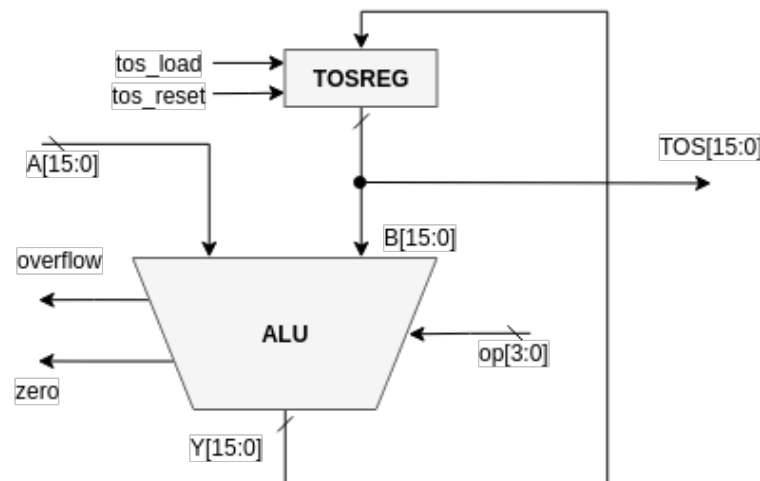 tos_load
TOSREG
tos_reset
A[15:0]
TOS[15:0]
B[15:0]
overflow
ALU
op[3:0]
zero
Y[15:0]